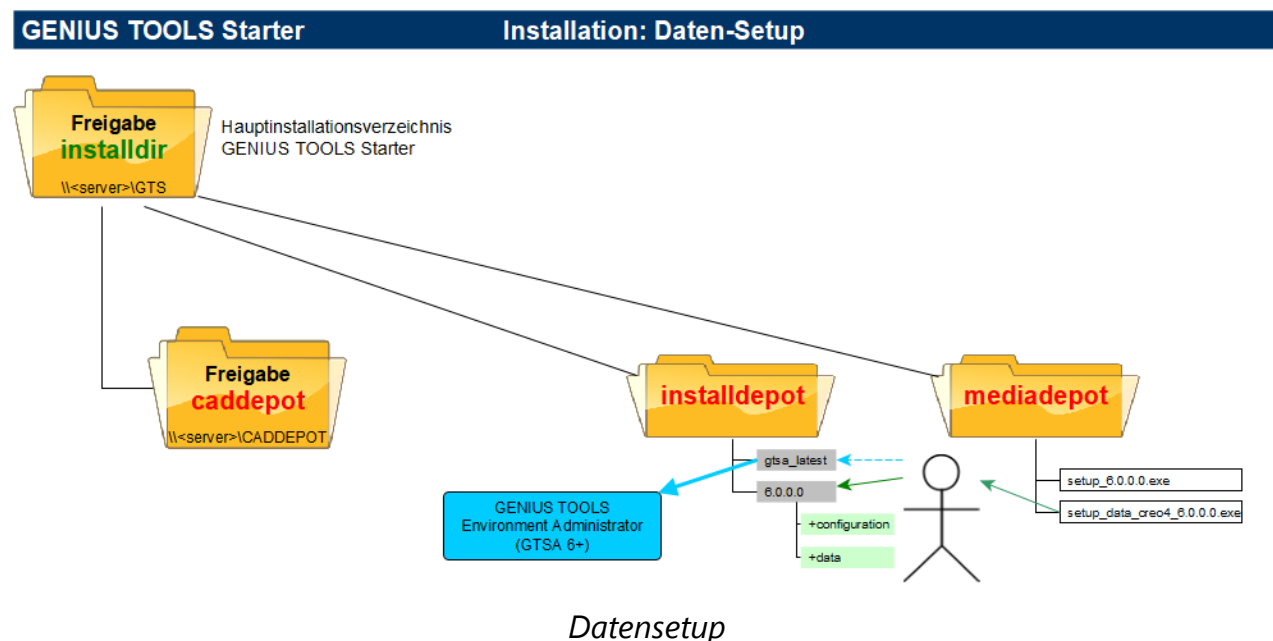 GENIUS TOOLS Starter Installation: Daten-Setup
Freigabe
installdir
\\<server>\GTS
Hauptinstallationsverzeichnis
GENIUS TOOLS Starter
Freigabe
caddepot
\\<server>\CADDEPOT
installdepot
mediadepot
gtsa_latest
6.0.0.0
+configuration
+data
setup_6.0.0.0.exe
setup_data_creo4_6.0.0.0.exe
GENIUS TOOLS
Environment Administrator
(GTSA 6+)
Datensetup